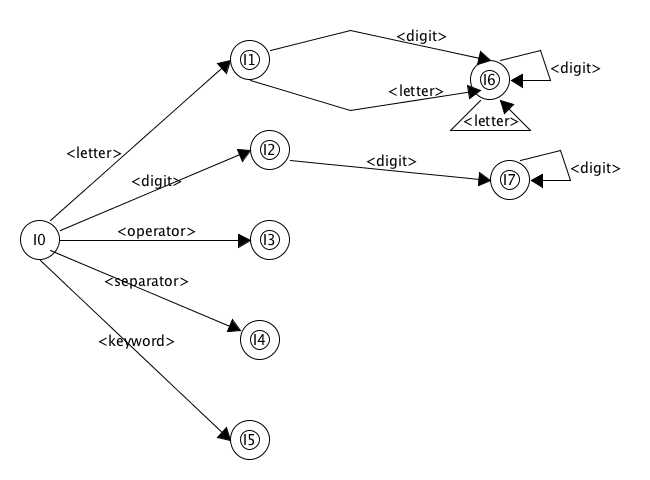 <digit>
I1
<digit>
I6
<letter>
<letter>
<letter>
I2
<digit>
<digit>
<digit>
I7
<operator>
I0
I3
<separator>
I4
<keyword>
I5